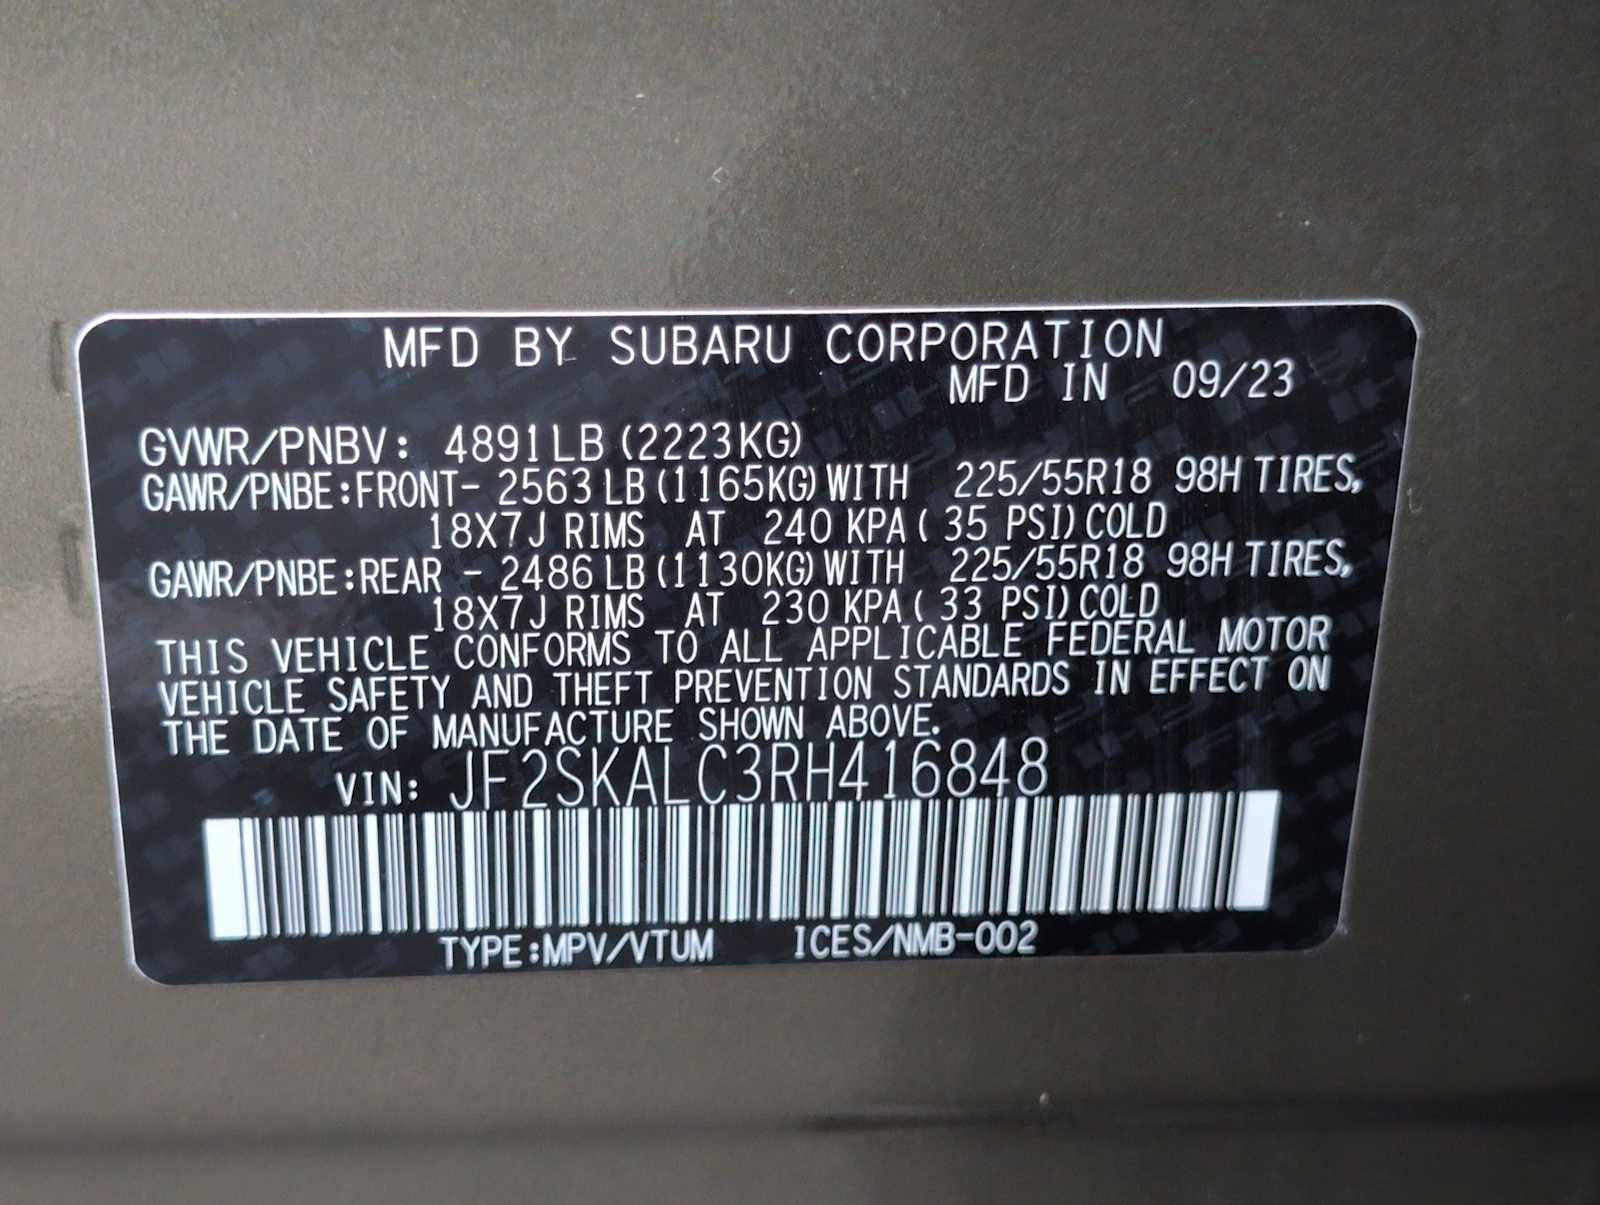 MFD BY SUBARU CORPORATION
MFD IN 09/23
GVWR/PNBV: 4891LB (2223KG)
GAWR/PNBE:FRONT- 2563 LB (1165KG) WITH 225/55R18 98H TIRES,
18X7J RIMS AT 240 KPA ( 35 PSI) COLD
GAWR/PNBE:REAR - 2486 LB (1130KG) WITH 225/55R18 98H TIRES,
18X7J RIMS AT 230 KPA ( 33 PSI) COLD
THIS VEHICLE CONFORMS TO ALL APPLICABLE FEDERAL MOTOR
VEHICLE SAFETY AND THEFT PREVENTION STANDARDS IN EFFECT ON
THE DATE OF MANUFACTURE SHOWN ABOVE.
VIN: JF2SKALC3RH416848
TYPE:MPV/VTUM ICES/NMB-002